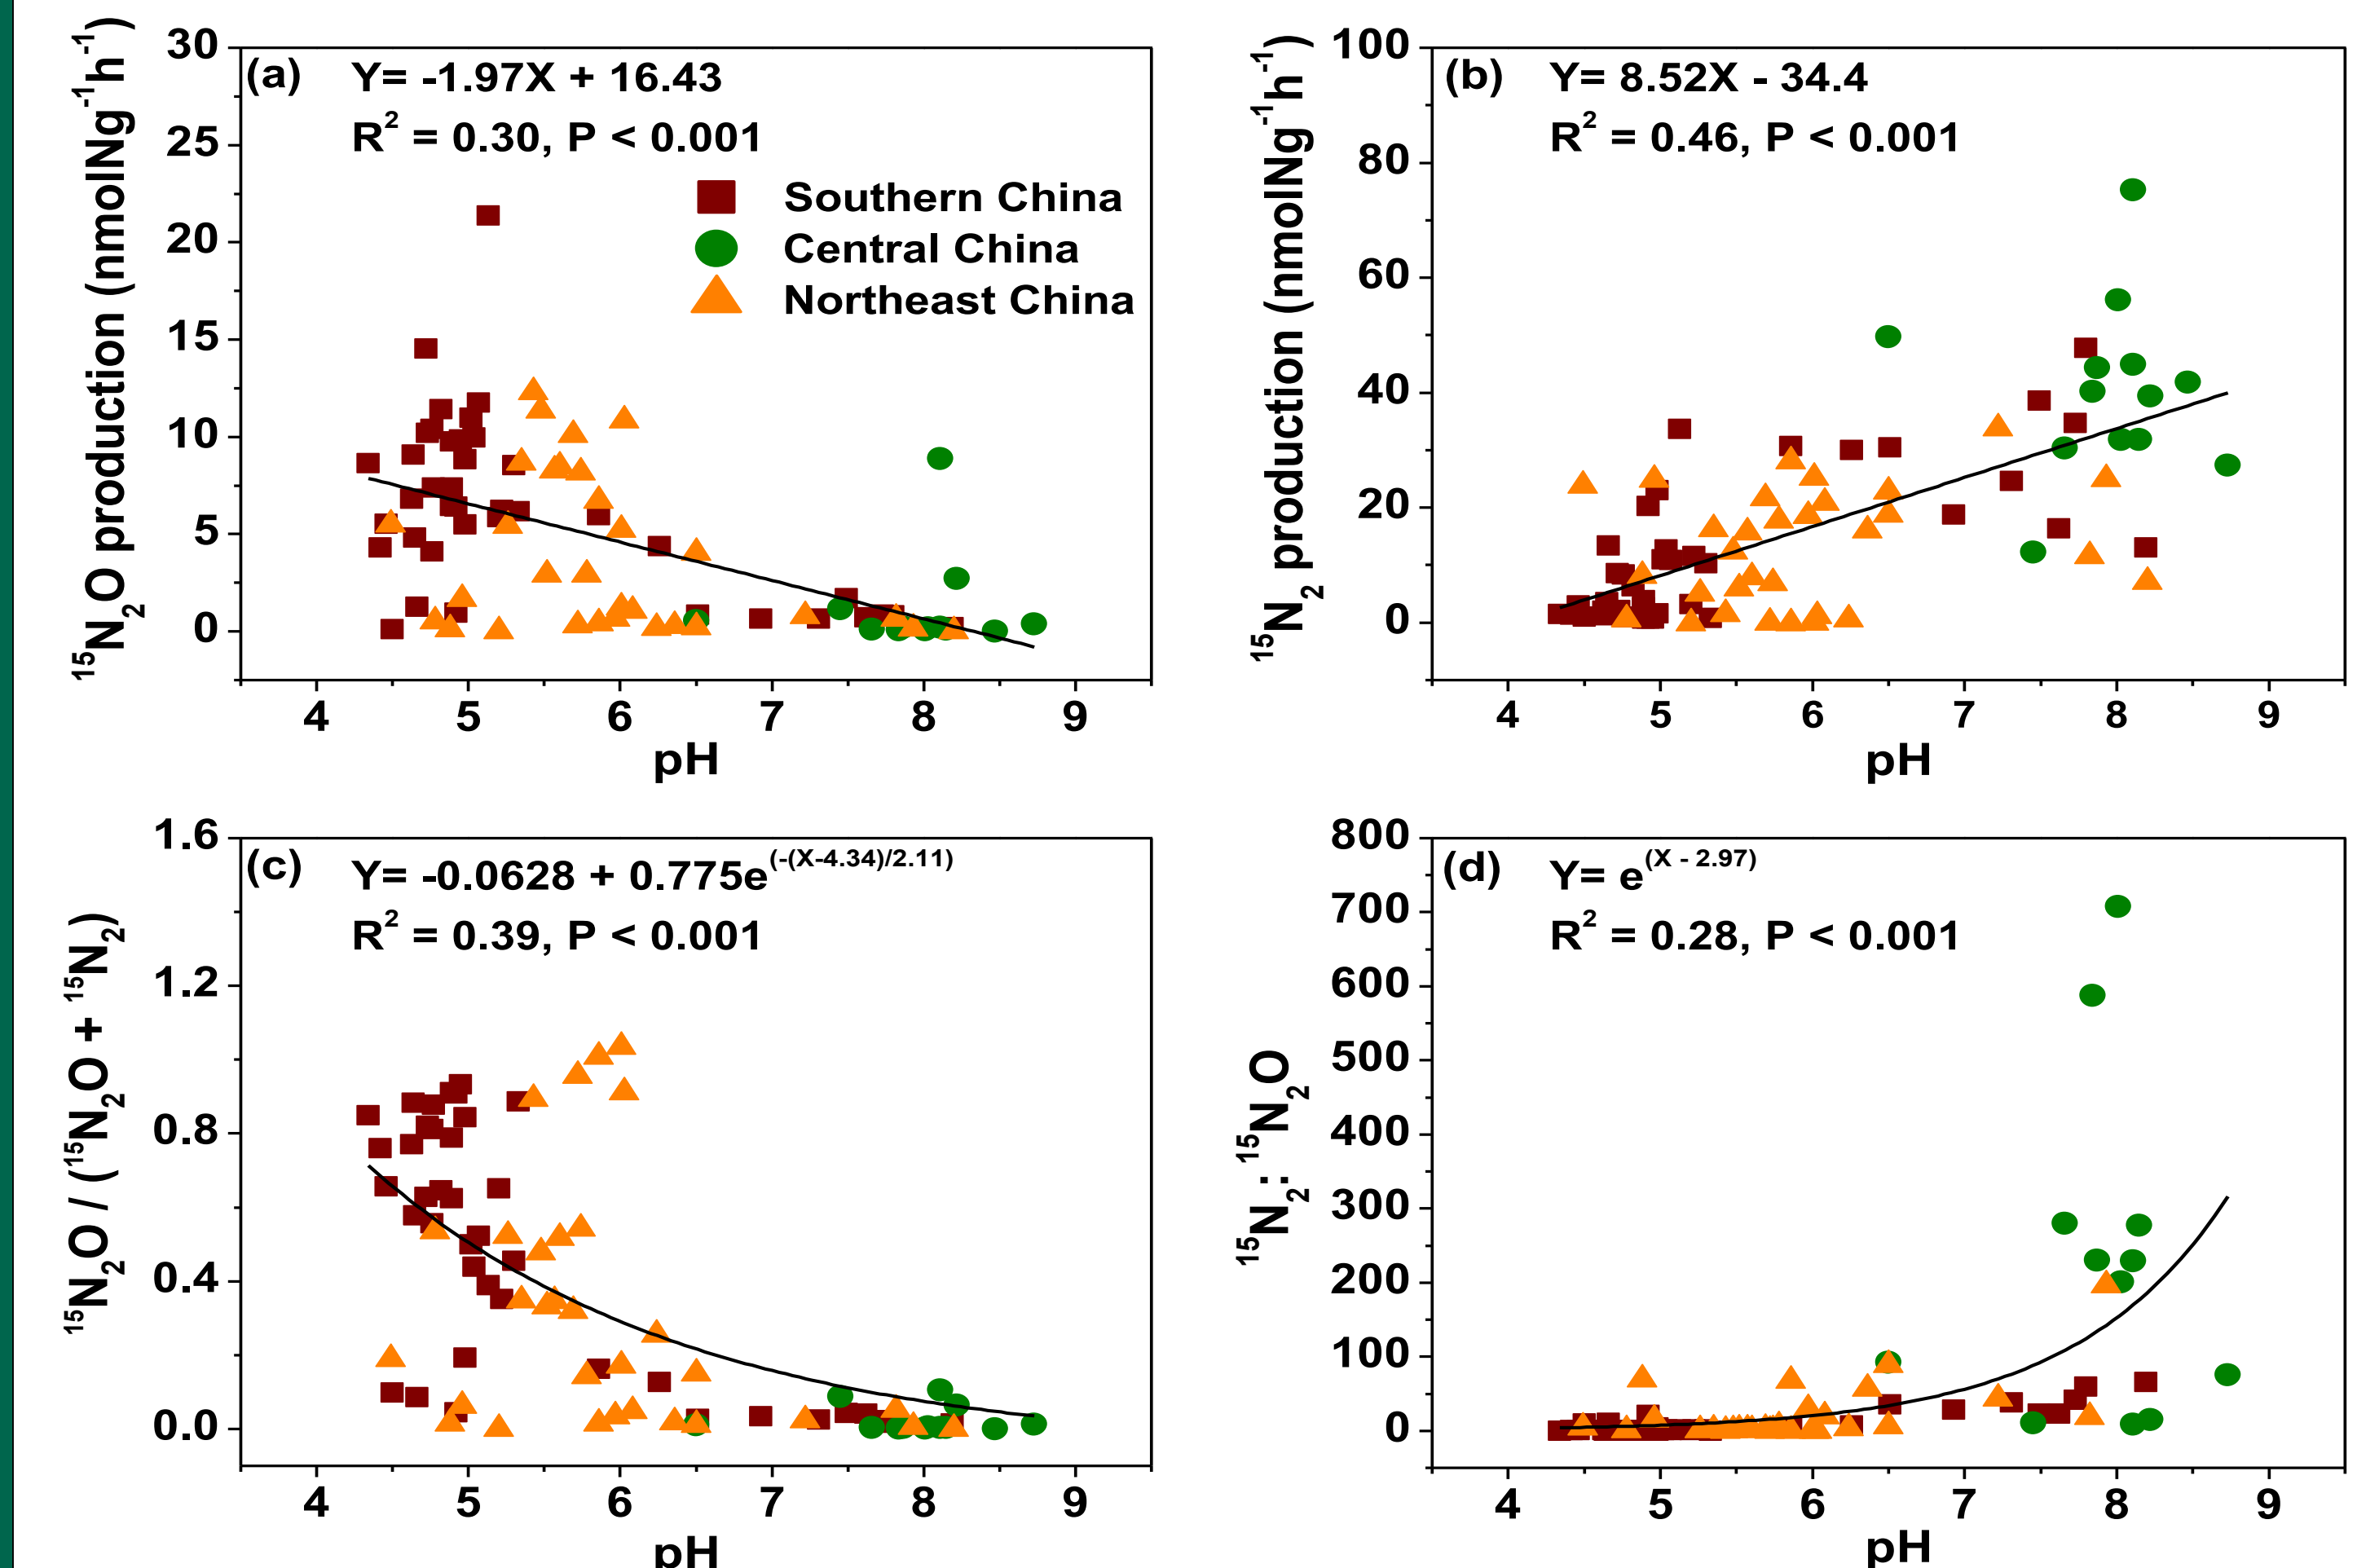 (a)
Y= -1.97X + 16.43
R² = 0.30, P < 0.001
Southern China
Central China
Northeast China
¹⁵N₂O production (nmolNg⁻¹h⁻¹)
30
25
20
15
10
5
0
4 5 6 7 8 9
pH
(b)
Y= 8.52X - 34.4
R² = 0.46, P < 0.001
¹⁵N₂ production (nmolNg⁻¹h⁻¹)
100
80
60
40
20
0
4 5 6 7 8 9
pH
(c)
Y= -0.0628 + 0.775e^(-(X-4.34)/2.11)
R² = 0.39, P < 0.001
¹⁵N₂O / (¹⁵N₂O + ¹⁵N₂)
1.6
1.2
0.8
0.4
0.0
4 5 6 7 8 9
pH
(d)
Y= e^(X - 2.97)
R² = 0.28, P < 0.001
¹⁵N₂: ¹⁵N₂O
800
700
600
500
400
300
200
100
0
4 5 6 7 8 9
pH